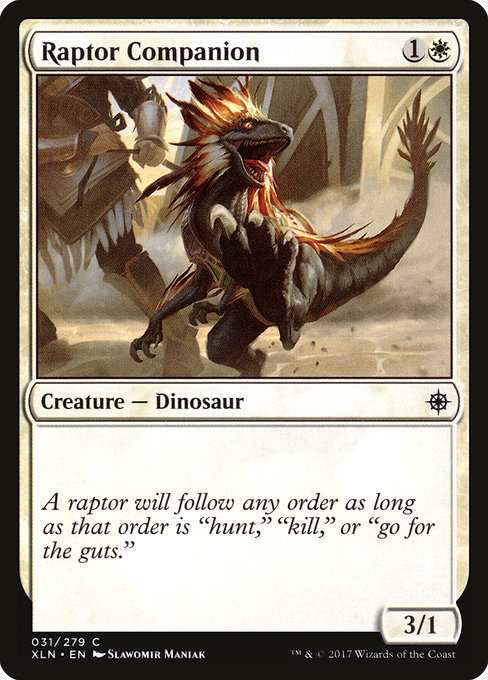 Raptor Companion 1
Creature — Dinosaur
A raptor will follow any order as long
as that order is “hunt,” “kill,” or “go for
the guts.”
3/1
031/279 C
XLN • EN Slawomir Maniak
™ & © 2017 Wizards of the Coast